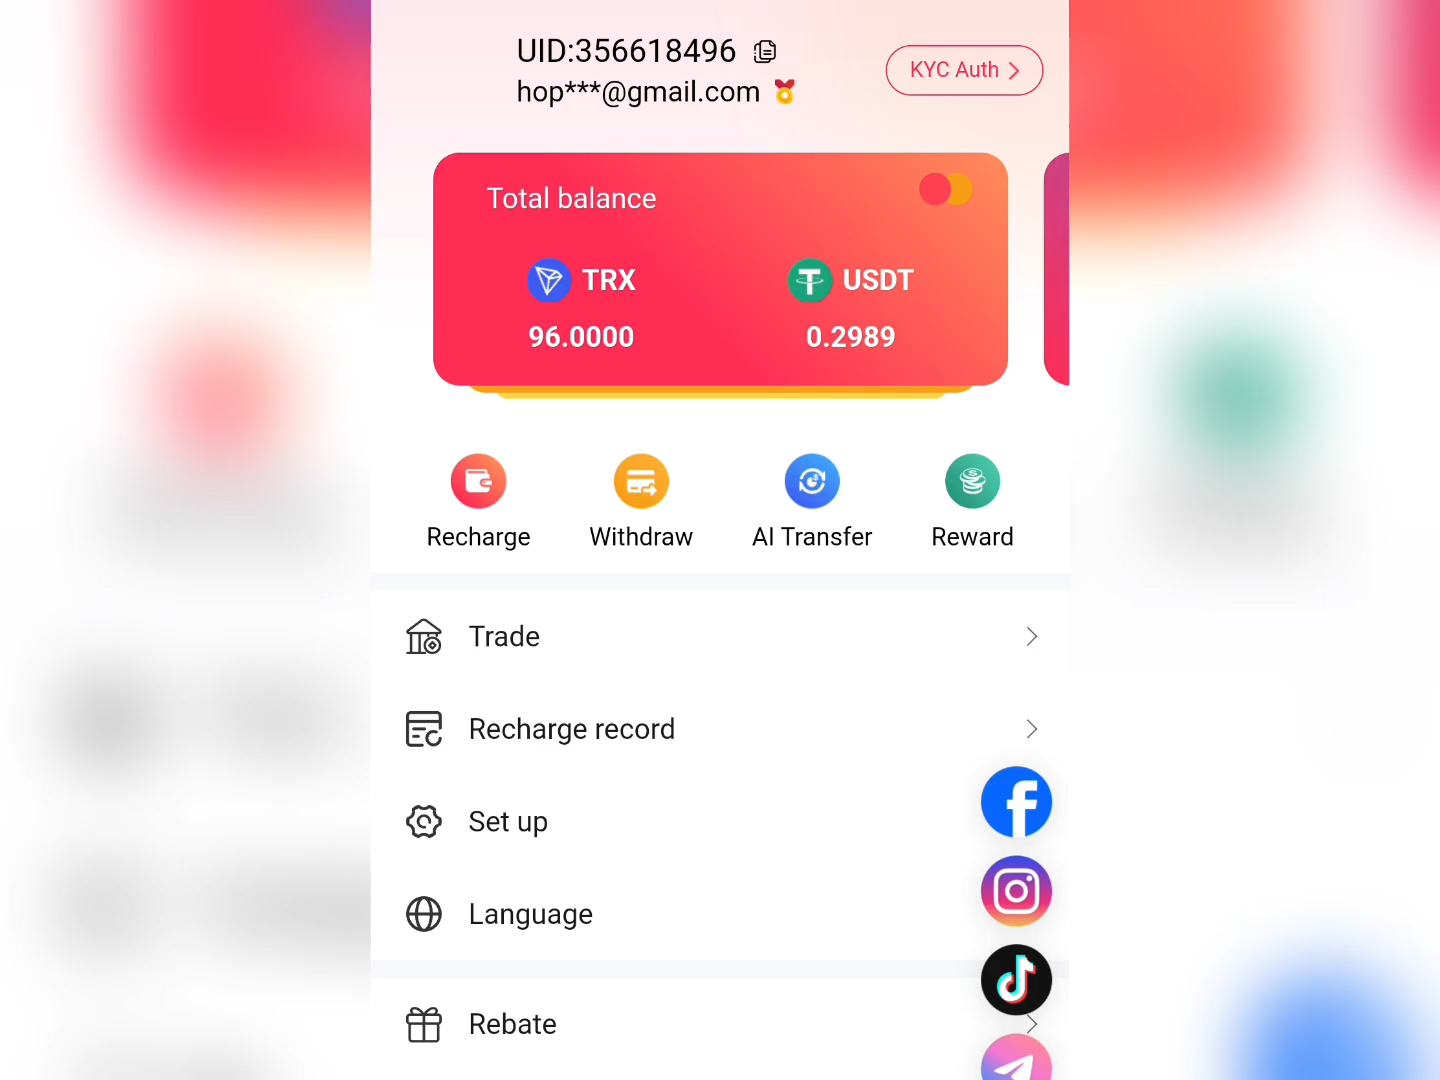 UID:356618496
hop***@gmail.com
KYC Auth
Total balance
TRX
USDT
96.0000
0.2989
Recharge
Withdraw
AI Transfer
Reward
Trade
Recharge record
Set up
Language
Rebate